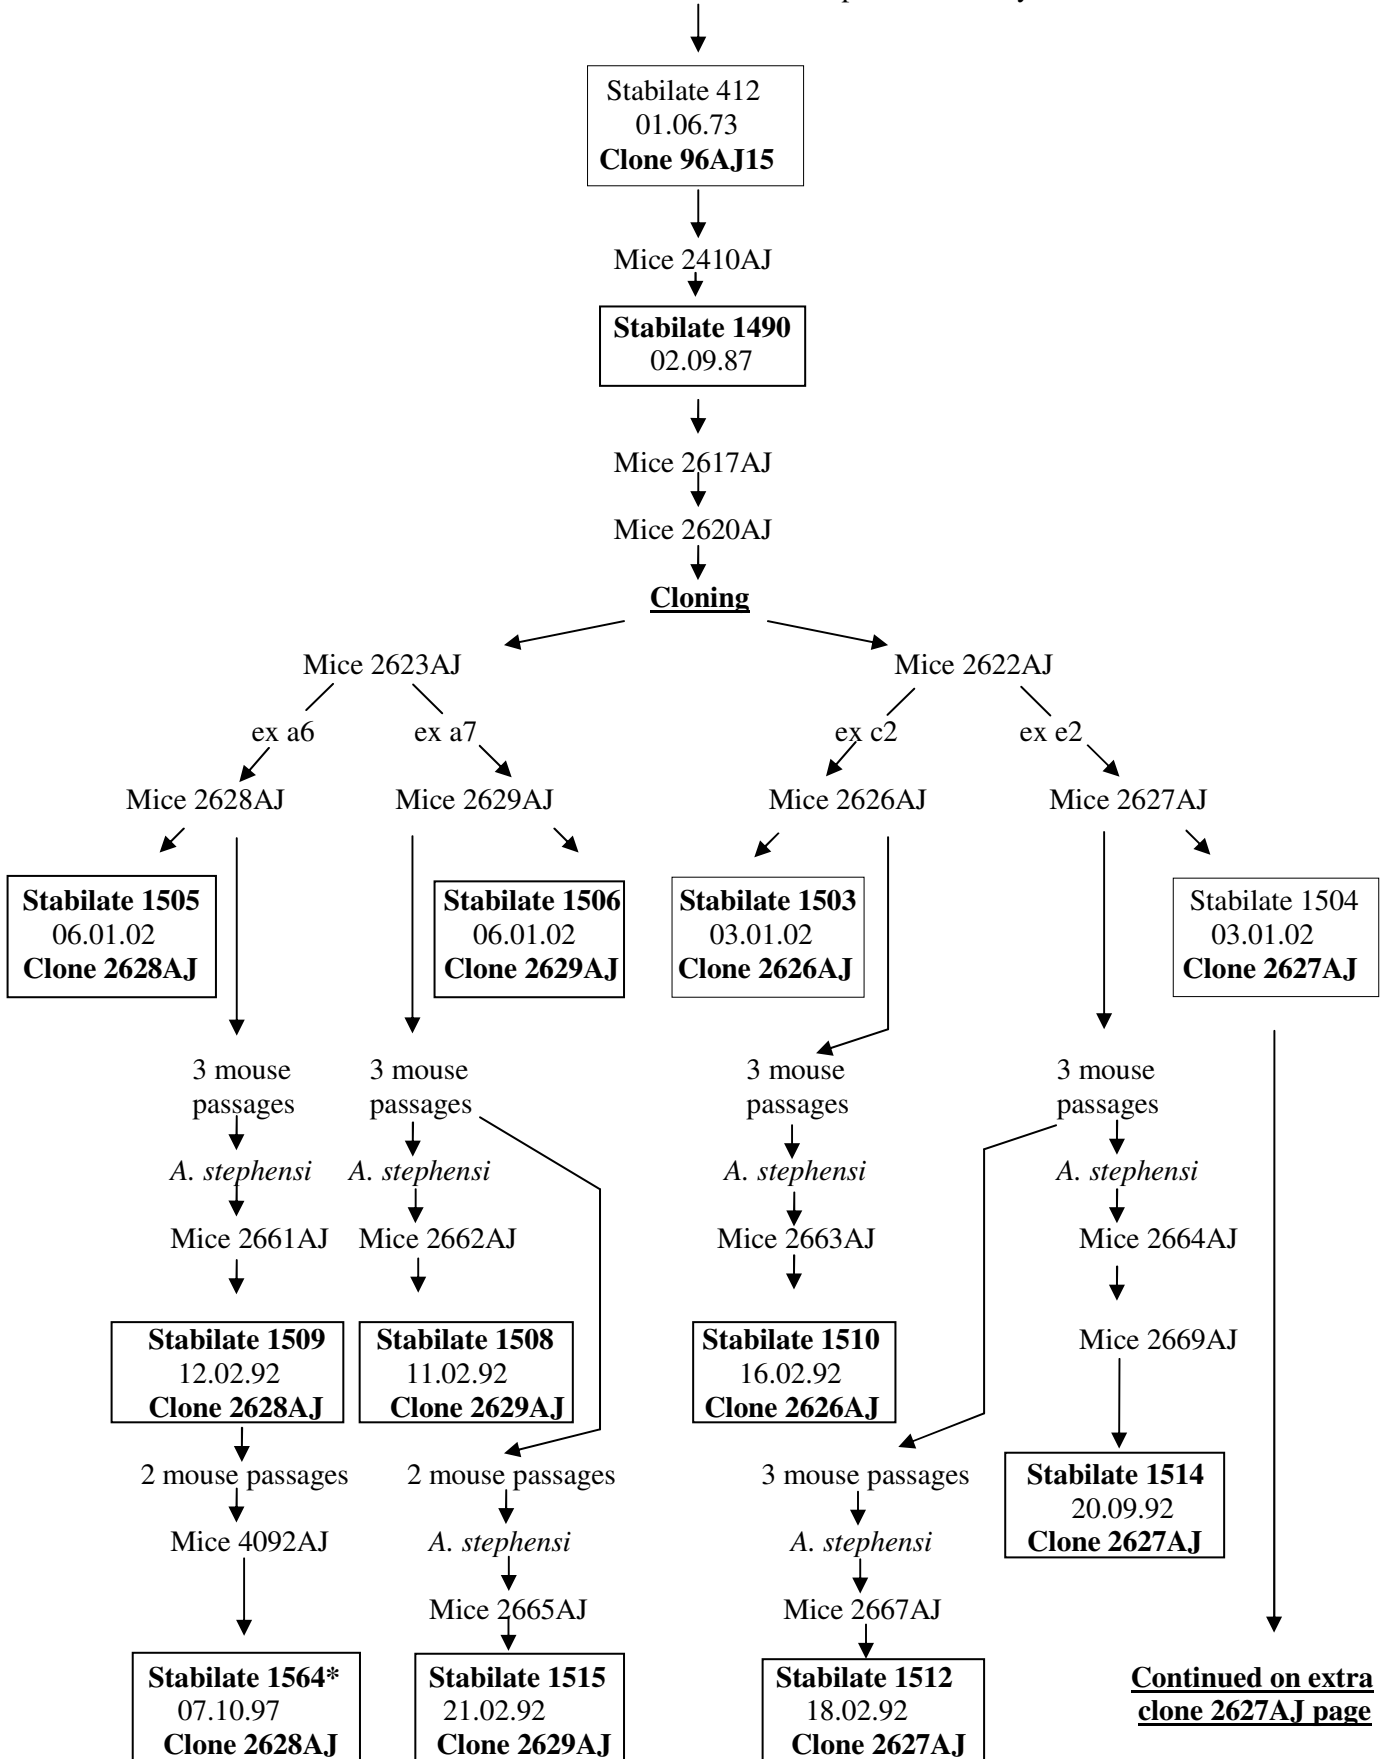 Stabilate 412
01.06.73
Clone 96AJ15
Mice 2410AJ
Stabilate 1490
02.09.87
Mice 2617AJ
Mice 2620AJ
Cloning
Mice 2623AJ
Mice 2622AJ
ex a6
ex a7
ex c2
ex e2
Mice 2628AJ
Mice 2629AJ
Mice 2626AJ
Mice 2627AJ
Stabilate 1505
06.01.02
Clone 2628AJ
Stabilate 1506
06.01.02
Clone 2629AJ
Stabilate 1503
03.01.02
Clone 2626AJ
Stabilate 1504
03.01.02
Clone 2627AJ
3 mouse
passages
3 mouse
passages
3 mouse
passages
3 mouse
passages
A. stephensi
A. stephensi
A. stephensi
A. stephensi
Mice 2661AJ
Mice 2662AJ
Mice 2663AJ
Mice 2664AJ
Stabilate 1509
12.02.92
Clone 2628AJ
Stabilate 1508
11.02.92
Clone 2629AJ
Stabilate 1510
16.02.92
Clone 2626AJ
Mice 2669AJ
2 mouse passages
2 mouse passages
3 mouse passages
Stabilate 1514
20.09.92
Clone 2627AJ
Mice 4092AJ
A. stephensi
A. stephensi
Mice 2665AJ
Mice 2667AJ
Stabilate 1564*
07.10.97
Clone 2628AJ
Stabilate 1515
21.02.92
Clone 2629AJ
Stabilate 1512
18.02.92
Clone 2627AJ
Continued on extra
clone 2627AJ page